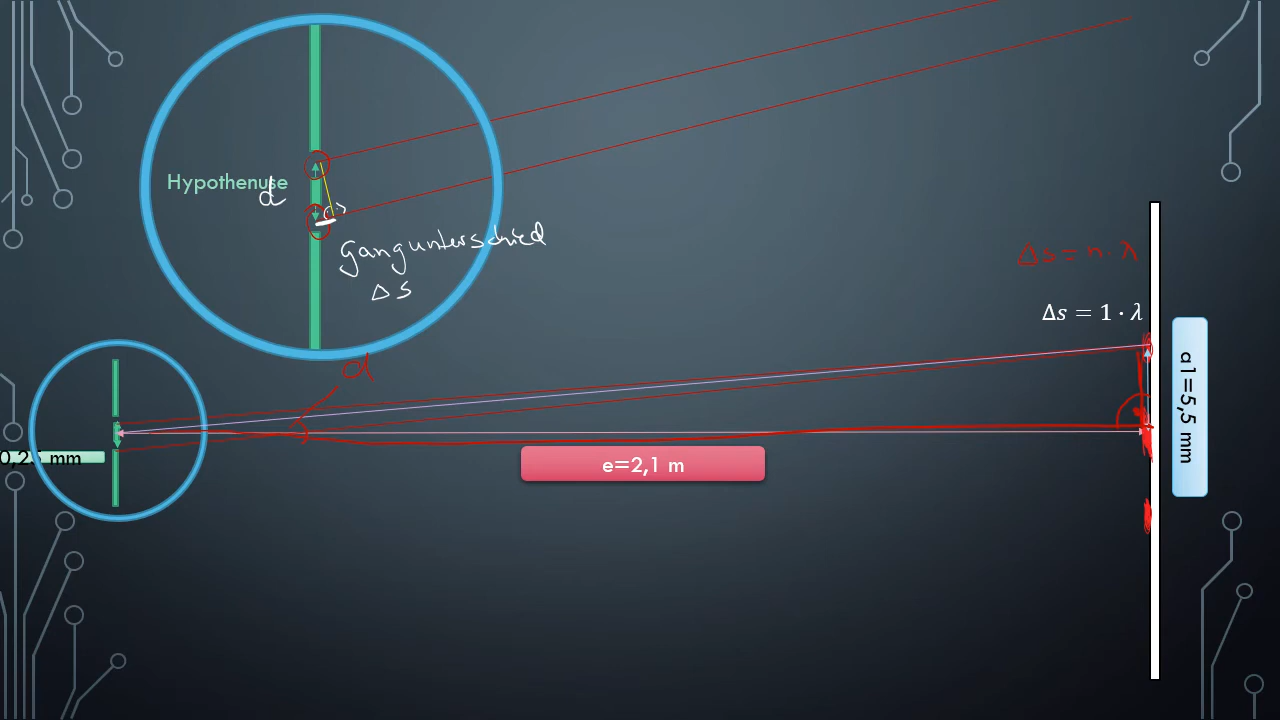 Hypothenuse
d
Gangunterschied
Δs
Δs = n · λ
Δs = 1 · λ
α
a1=5,5 mm
mm
e=2,1 m